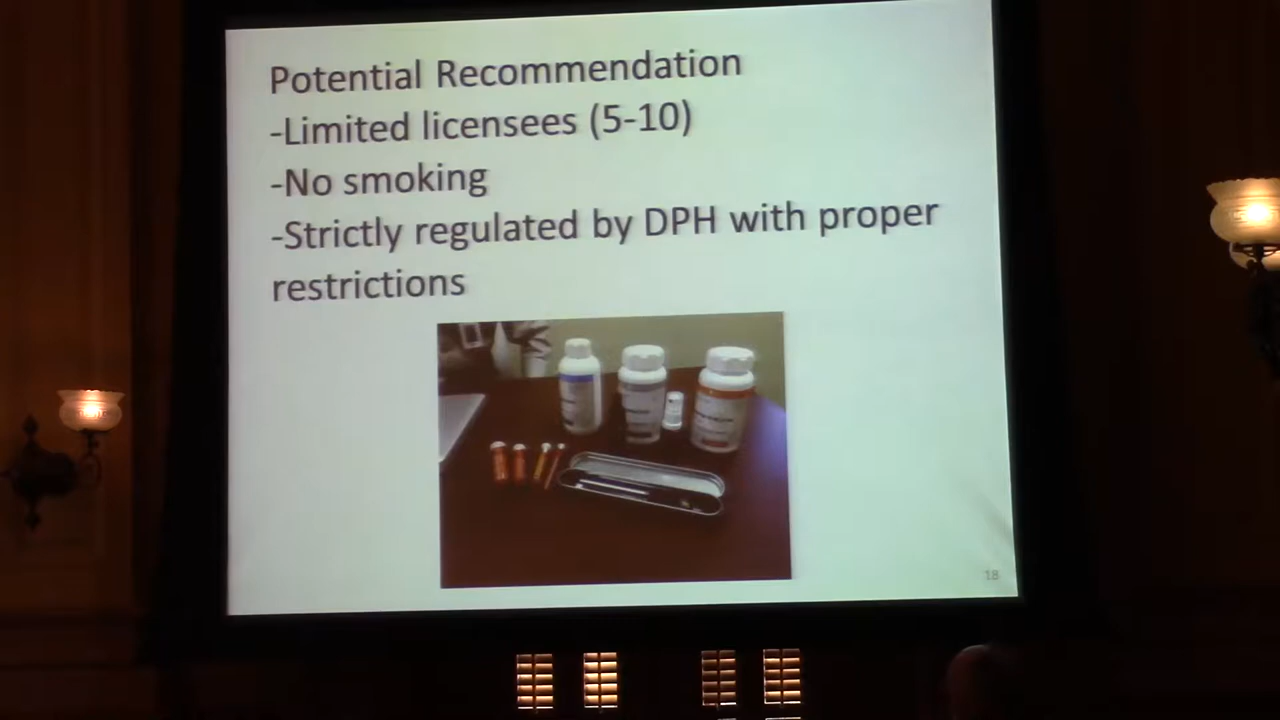 Potential Recommendation
-Limited licensees (5-10)
-No smoking
-Strictly regulated by DPH with proper
restrictions
18